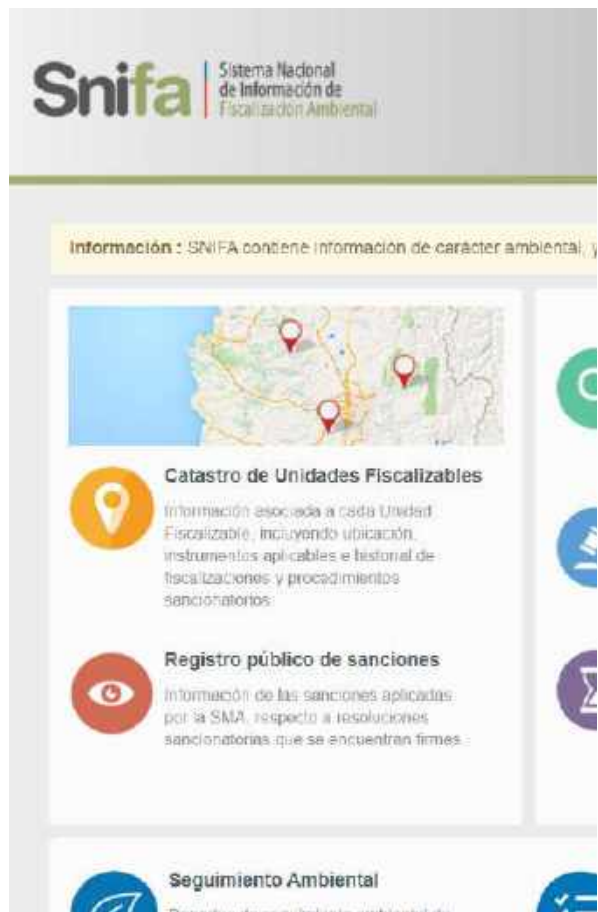 Snifa
Sistema Nacional
de Información de
Fiscalización Ambiental
Información : SNIFA contiene información de carácter ambiental, y
Catastro de Unidades Fiscalizables
Información asociada a cada Unidad
Fiscalizable, incluyendo ubicación,
instrumentos aplicables e historial de
fiscalizaciones y procedimientos
sancionatorios.
Registro público de sanciones
Información de las sanciones aplicadas
por la SMA, respecto a resoluciones
sancionatorias que se encuentran firmes.
Seguimiento Ambiental